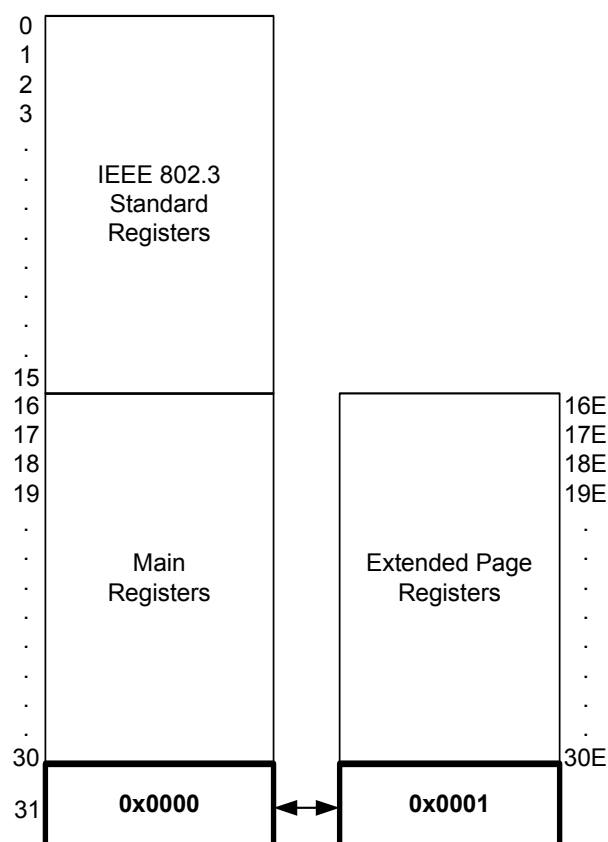 0
1
2
3
.
.
.
.
.
.
.
.
15
IEEE 802.3
Standard
Registers
16
17
18
19
.
.
.
.
.
.
.
.
30
Main
Registers
Extended Page
Registers
16E
17E
18E
19E
.
.
.
.
.
.
.
.
30E
31
0x0000
0x0001